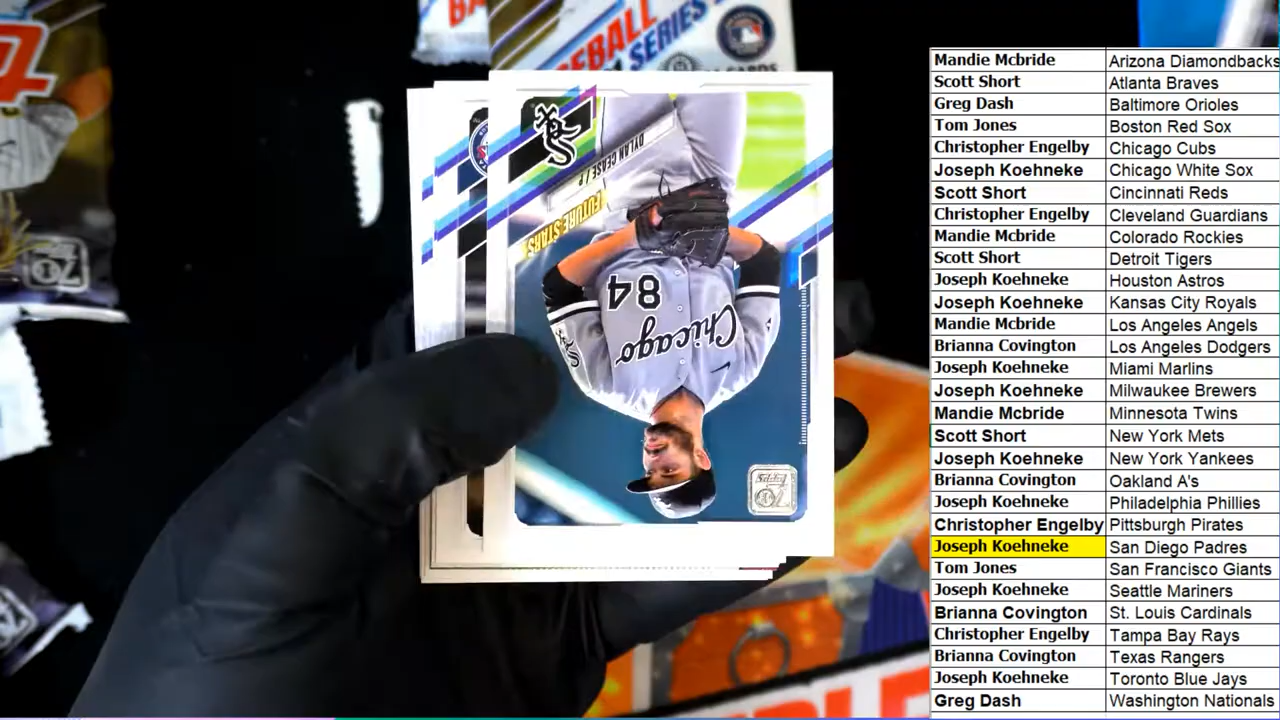 BASEBALL
SERIES
CARDS
Sox
DYLAN CEASE / P
FUTURE STARS
84
Chicago
Topps
70
Mandie Mcbride Arizona Diamondbacks
Scott Short Atlanta Braves
Greg Dash Baltimore Orioles
Tom Jones Boston Red Sox
Christopher Engelby Chicago Cubs
Joseph Koehneke Chicago White Sox
Scott Short Cincinnati Reds
Christopher Engelby Cleveland Guardians
Mandie Mcbride Colorado Rockies
Scott Short Detroit Tigers
Joseph Koehneke Houston Astros
Joseph Koehneke Kansas City Royals
Mandie Mcbride Los Angeles Angels
Brianna Covington Los Angeles Dodgers
Joseph Koehneke Miami Marlins
Joseph Koehneke Milwaukee Brewers
Mandie Mcbride Minnesota Twins
Scott Short New York Mets
Joseph Koehneke New York Yankees
Brianna Covington Oakland A's
Joseph Koehneke Philadelphia Phillies
Christopher Engelby Pittsburgh Pirates
Joseph Koehneke San Diego Padres
Tom Jones San Francisco Giants
Joseph Koehneke Seattle Mariners
Brianna Covington St. Louis Cardinals
Christopher Engelby Tampa Bay Rays
Brianna Covington Texas Rangers
Joseph Koehneke Toronto Blue Jays
Greg Dash Washington Nationals